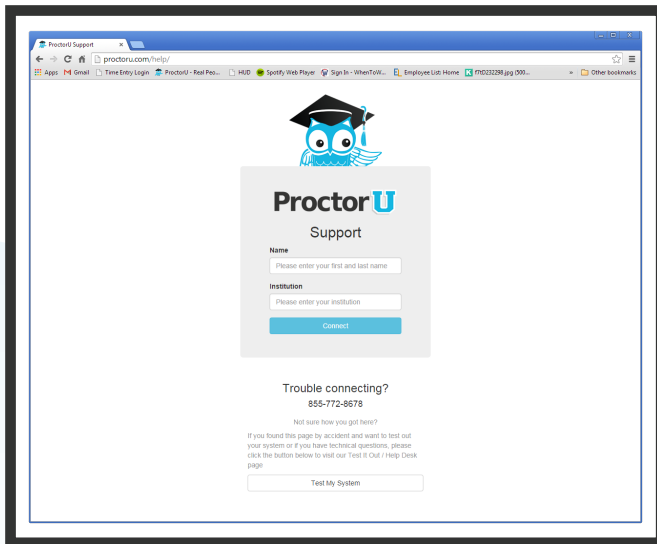 ProctorU Support
proctoru.com/help/
Apps Gmail Time Entry Login ProctorU - Real Peo... HUD Spotify Web Player Sign In - WhenToW... Employee List: Home f7tD232298.jpg (500... » Other bookmarks
ProctorU
Support
Name
Please enter your first and last name
Institution
Please enter your institution
Connect
Trouble connecting?
855-772-8678
Not sure how you got here?
If you found this page by accident and want to test out
your system or if you have technical questions, please
click the button below to visit our Test It Out / Help Desk
page
Test My System